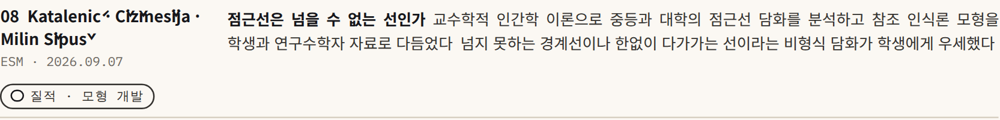 08 Katalenić · Čižmešija ·
Milin Šipuš
ESM · 2026.09.07
질적 · 모형 개발
점근선은 넘을 수 없는 선인가 교수학적 인간학 이론으로 중등과 대학의 점근선 담화를 분석하고 참조 인식론 모형을
학생과 연구수학자 자료로 다듬었다 넘지 못하는 경계선이나 한없이 다가가는 선이라는 비형식 담화가 학생에게 우세했다